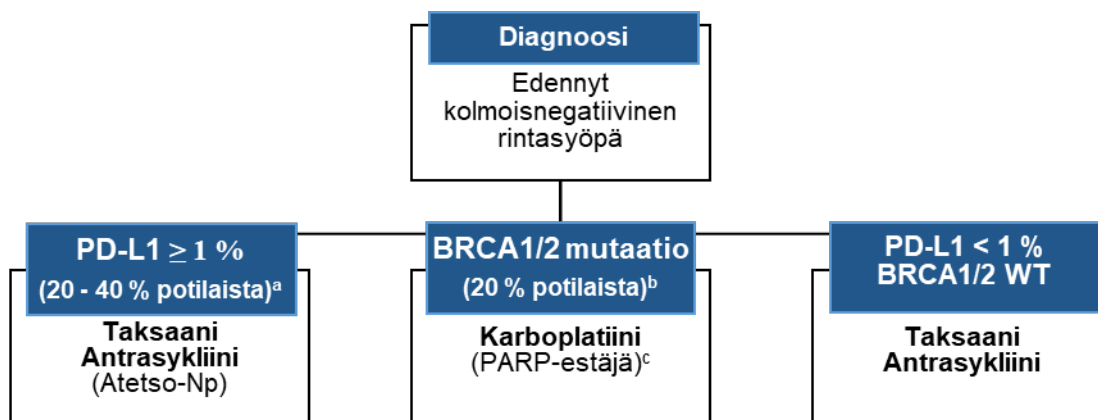 Diagnoosi
Edennyt
kolmoisnegatiivinen
rintasyöpä
PD-L1 ≥ 1 %
(20 - 40 % potilaista)ᵃ
Taksaani
Antrasykliini
(Atetso-Np)
BRCA1/2 mutaatio
(20 % potilaista)ᵇ
Karboplatiini
(PARP-estäjä)ᶜ
PD-L1 < 1 %
BRCA1/2 WT
Taksaani
Antrasykliini